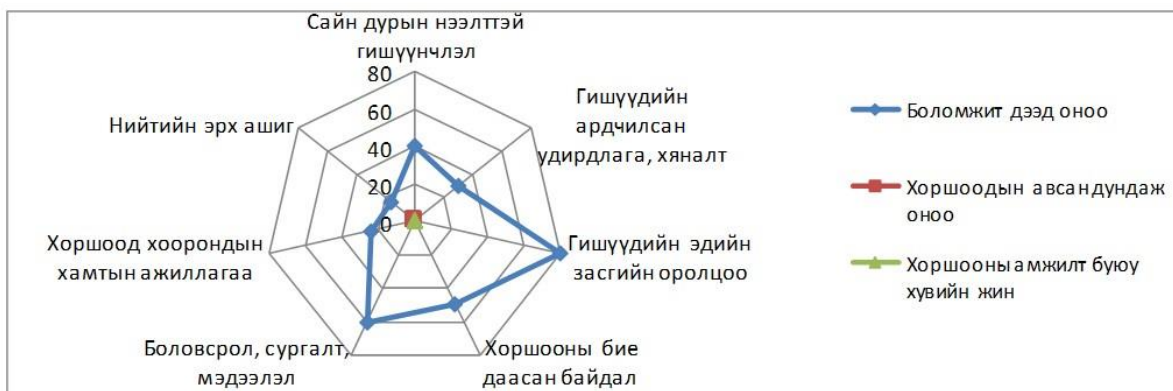 Сайн дурын нээлттэй
гишүүнчлэл
80
60
40
20
0
Гишүүдийн
ардчилсан
удирдлага, хяналт
Гишүүдийн эдийн
засгийн оролцоо
Хоршооны бие
даасан байдал
Боловсрол, сургалт,
мэдээлэл
Хоршоод хоорондын
хамтын ажиллагаа
Нийтийн эрх ашиг
Боломжит дээд оноо
Хоршоодын авсан дундаж
оноо
Хоршооны амжилт буюу
хувийн жин